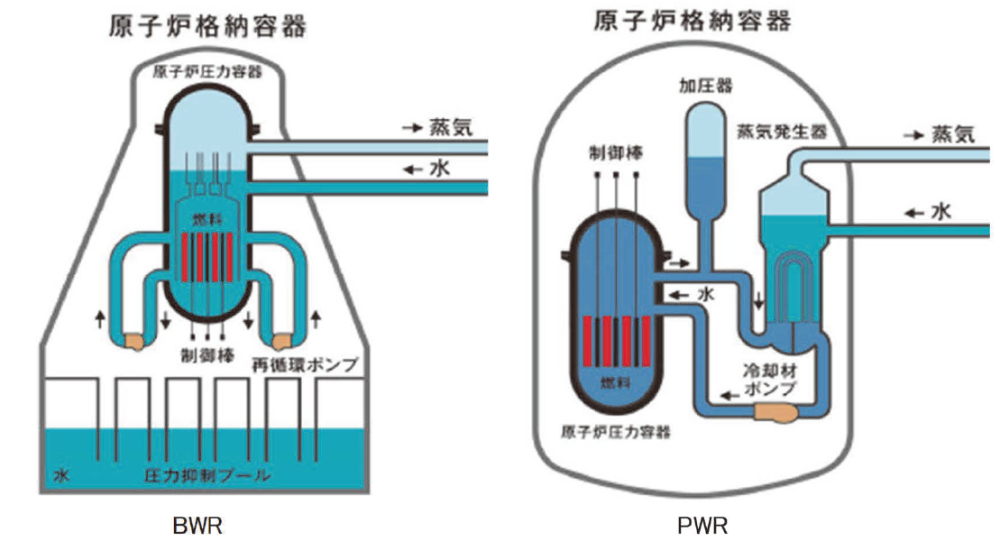 原子炉格納容器
原子炉圧力容器
蒸気
水
燃料
制御棒
再循環ポンプ
水
圧力抑制プール
BWR
原子炉格納容器
加圧器
蒸気発生器
蒸気
制御棒
水
水
冷却材
ポンプ
燃料
原子炉圧力容器
PWR